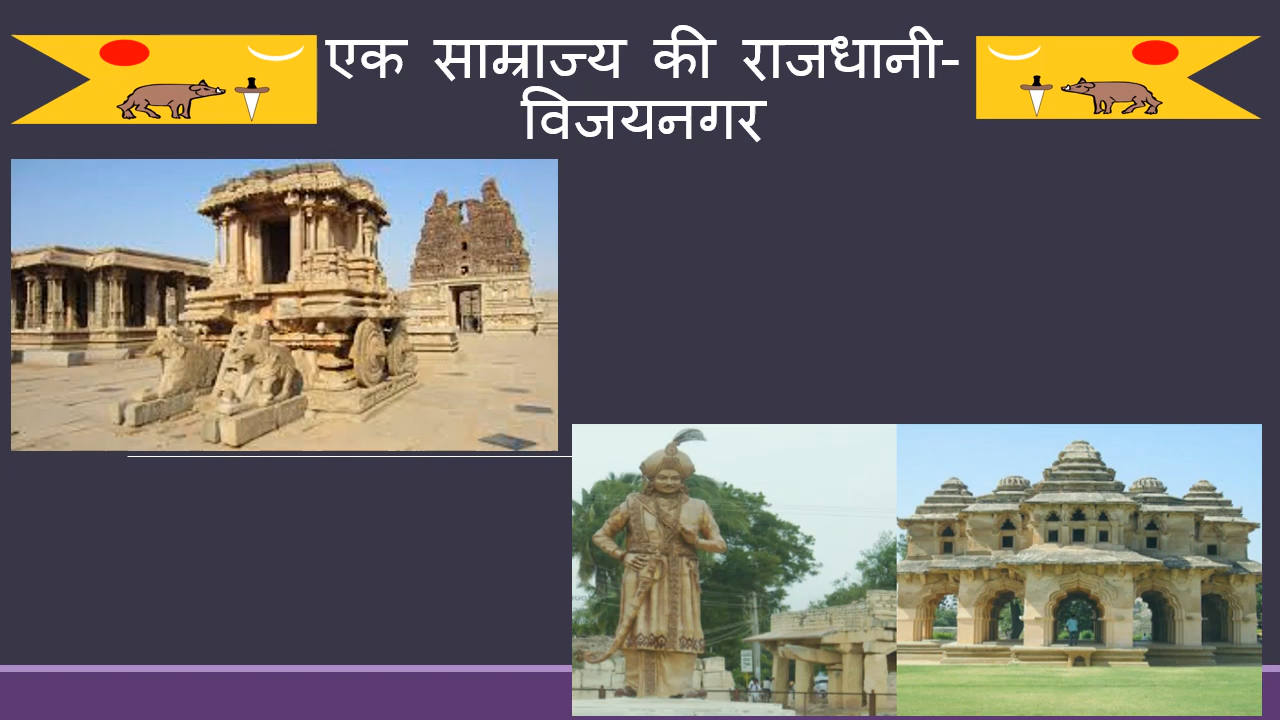 एक साम्राज्य की राजधानी-
विजयनगर